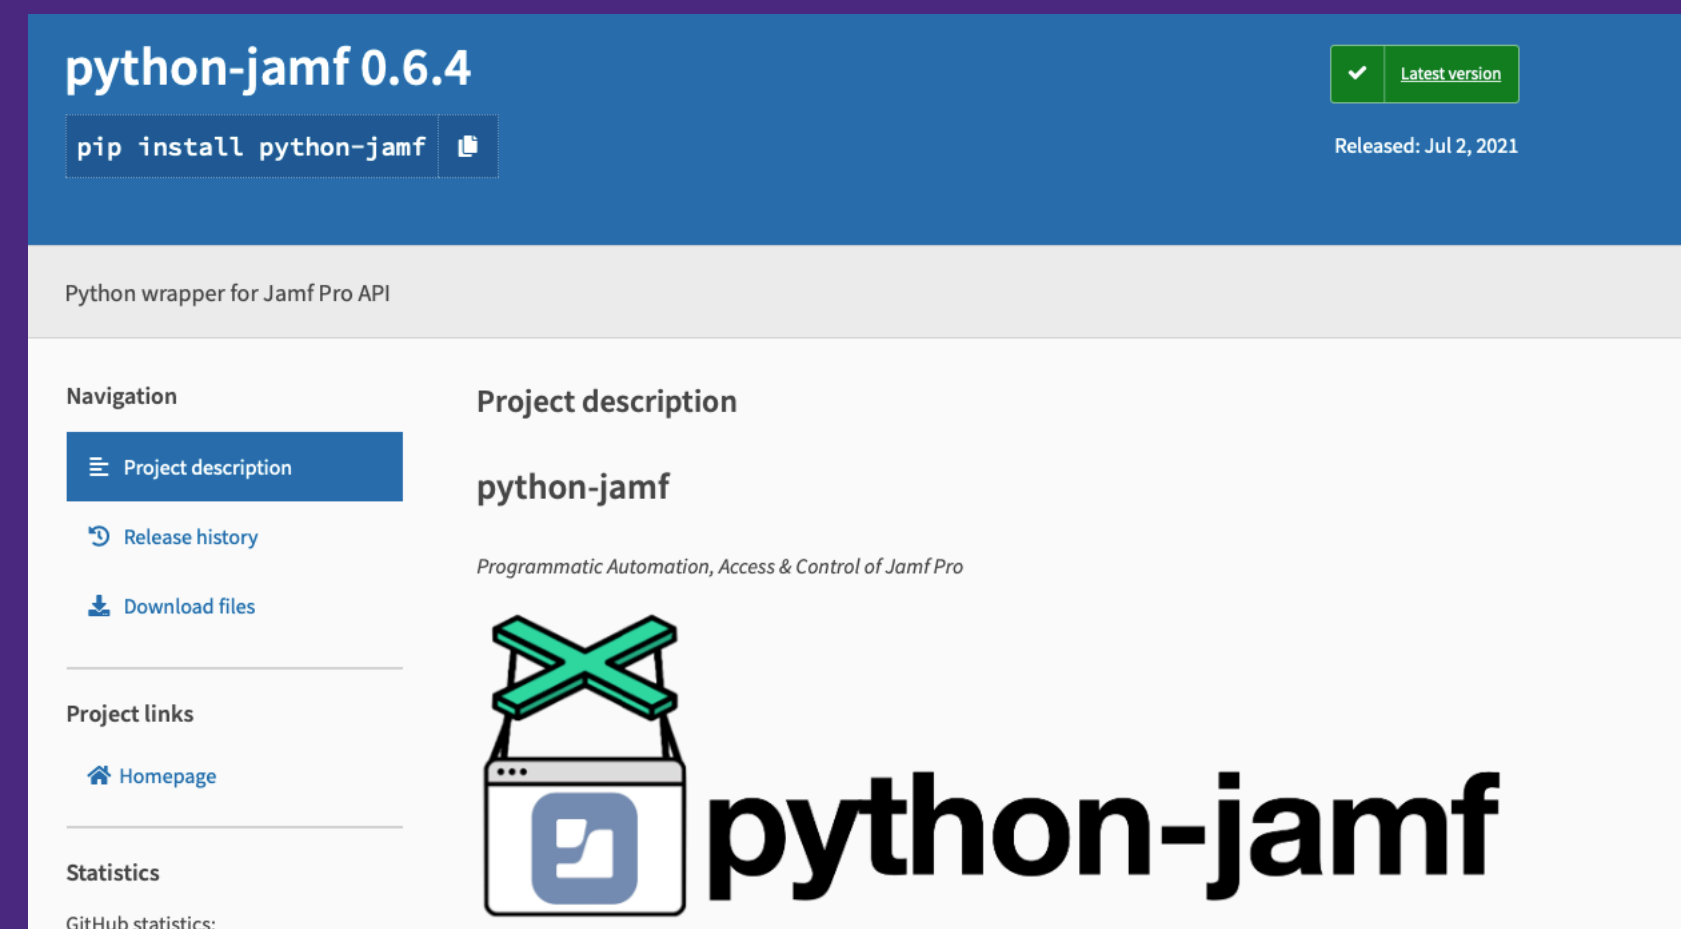 python-jamf 0.6.4
pip install python-jamf
Latest version
Released: Jul 2, 2021
Python wrapper for Jamf Pro API
Navigation
Project description
Release history
Download files
Project links
Homepage
Statistics
GitHub statistics:
Project description
python-jamf
Programmatic Automation, Access & Control of Jamf Pro
python-jamf